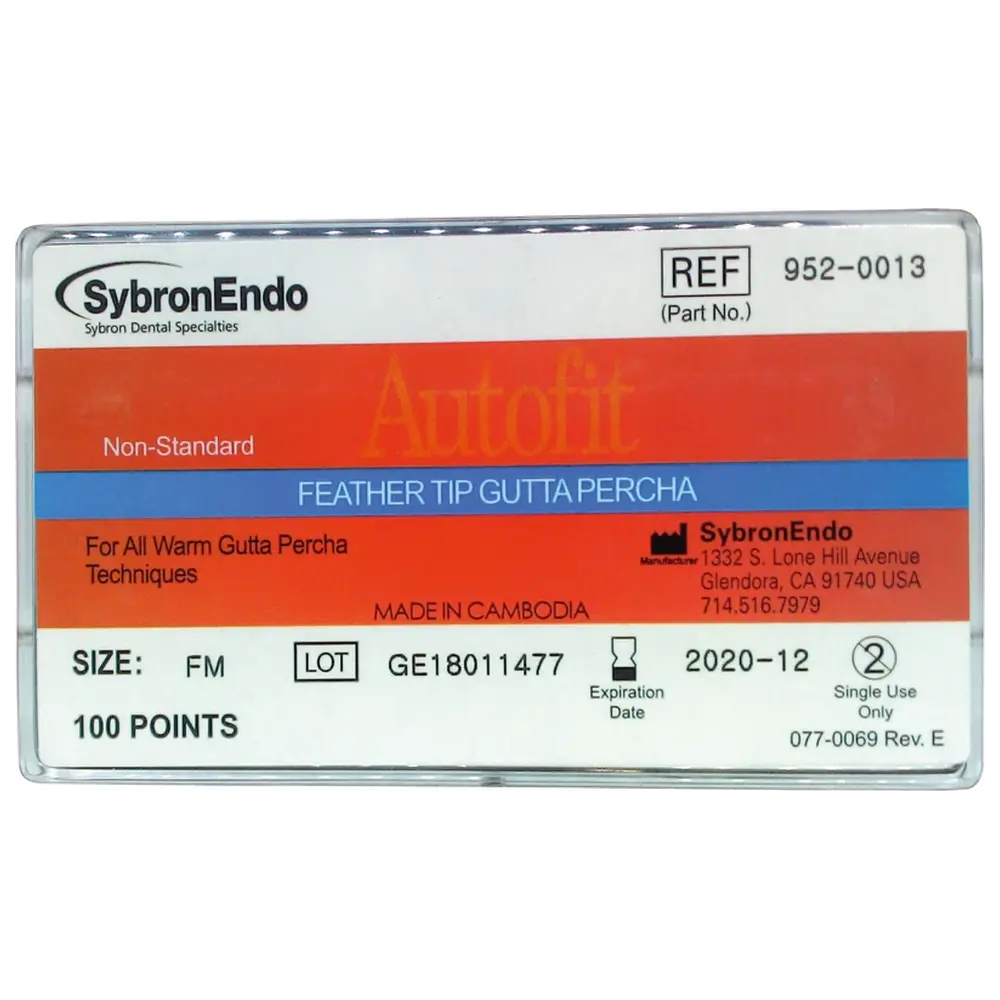 SybronEndo
Sybron Dental Specialties
REF 952-0013
(Part No.)
Autofit
Non-Standard
FEATHER TIP GUTTA PERCHA
For All Warm Gutta Percha
Techniques
SybronEndo
Manufacturer 1332 S. Lone Hill Avenue
Glendora, CA 91740 USA
714.516.7979
MADE IN CAMBODIA
SIZE: FM LOT GE18011477 2020-12 2
Expiration
Date
Single Use
Only
100 POINTS
077-0069 Rev. E